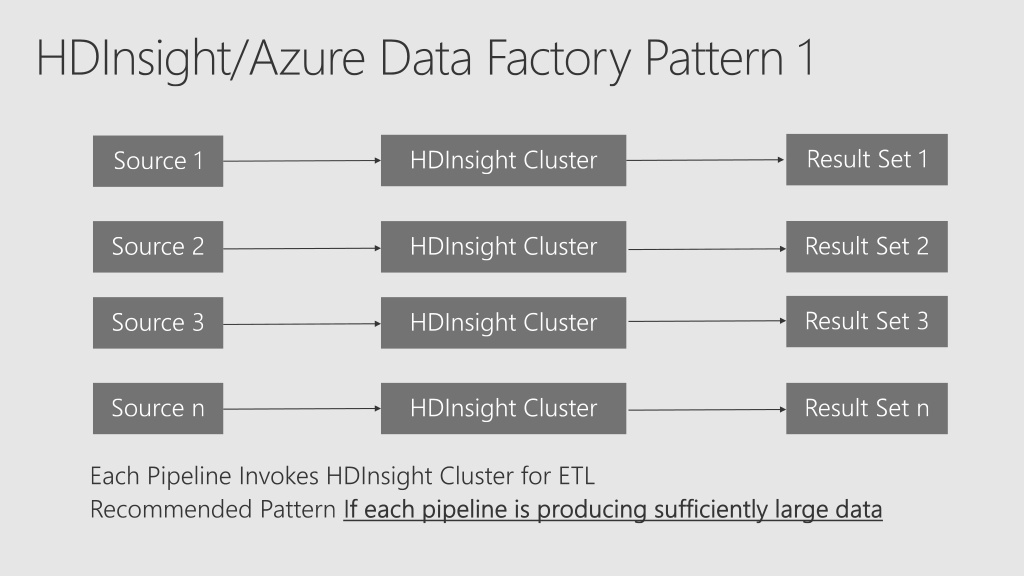 HDInsight/Azure Data Factory Pattern 1
Source 1
HDInsight Cluster
Result Set 1
Source 2
HDInsight Cluster
Result Set 2
Source 3
HDInsight Cluster
Result Set 3
Source n
HDInsight Cluster
Result Set n
Each Pipeline Invokes HDInsight Cluster for ETL
Recommended Pattern If each pipeline is producing sufficiently large data